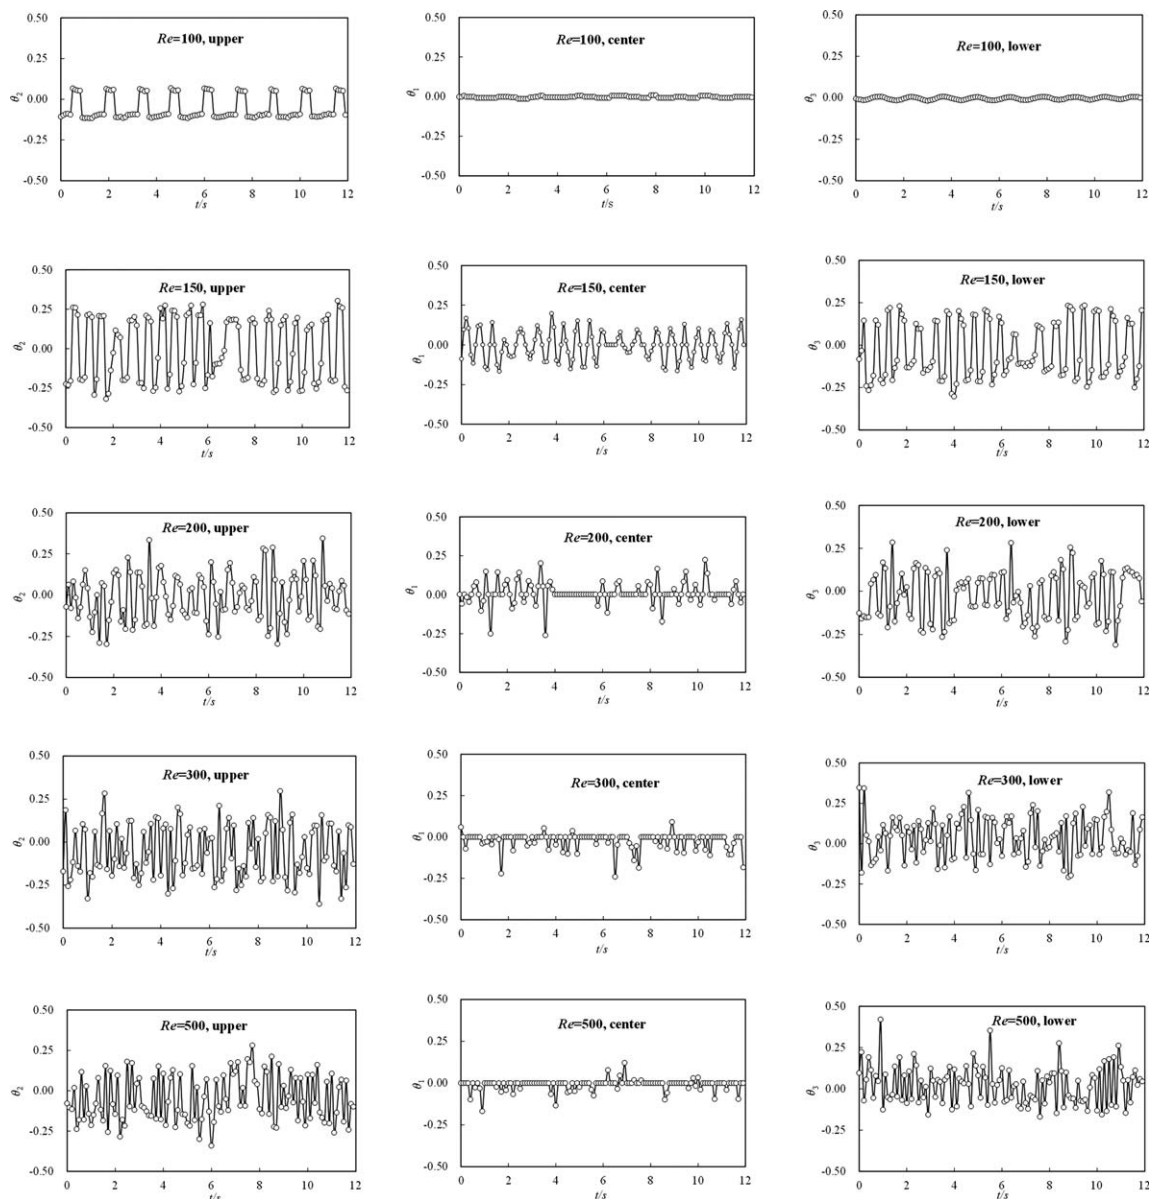 0.50
Re=100, upper
0.25
θ2
0.00
-0.25
-0.50
0 2 4 6 8 10 12
t/s
0.50
Re=100, center
0.25
θ1
0.00
-0.25
-0.50
0 2 4 6 8 10 12
t/s
0.50
Re=100, lower
0.25
θ3
0.00
-0.25
-0.50
0 2 4 6 8 10 12
t/s
0.50
Re=150, upper
0.25
θ2
0.00
-0.25
-0.50
0 2 4 6 8 10 12
t/s
0.50
Re=150, center
0.25
θ1
0.00
-0.25
-0.50
0 2 4 6 8 10 12
t/s
0.50
Re=150, lower
0.25
θ3
0.00
-0.25
-0.50
0 2 4 6 8 10 12
t/s
0.50
Re=200, upper
0.25
θ2
0.00
-0.25
-0.50
0 2 4 6 8 10 12
t/s
0.50
Re=200, center
0.25
θ1
0.00
-0.25
-0.50
0 2 4 6 8 10 12
t/s
0.50
Re=200, lower
0.25
θ3
0.00
-0.25
-0.50
0 2 4 6 8 10 12
t/s
0.50
Re=300, upper
0.25
θ2
0.00
-0.25
-0.50
0 2 4 6 8 10 12
t/s
0.50
Re=300, center
0.25
θ1
0.00
-0.25
-0.50
0 2 4 6 8 10 12
t/s
0.50
Re=300, lower
0.25
θ3
0.00
-0.25
-0.50
0 2 4 6 8 10 12
t/s
0.50
Re=500, upper
0.25
θ2
0.00
-0.25
-0.50
0 2 4 6 8 10 12
t/s
0.50
Re=500, center
0.25
θ1
0.00
-0.25
-0.50
0 2 4 6 8 10 12
t/s
0.50
Re=500, lower
0.25
θ3
0.00
-0.25
-0.50
0 2 4 6 8 10 12
t/s